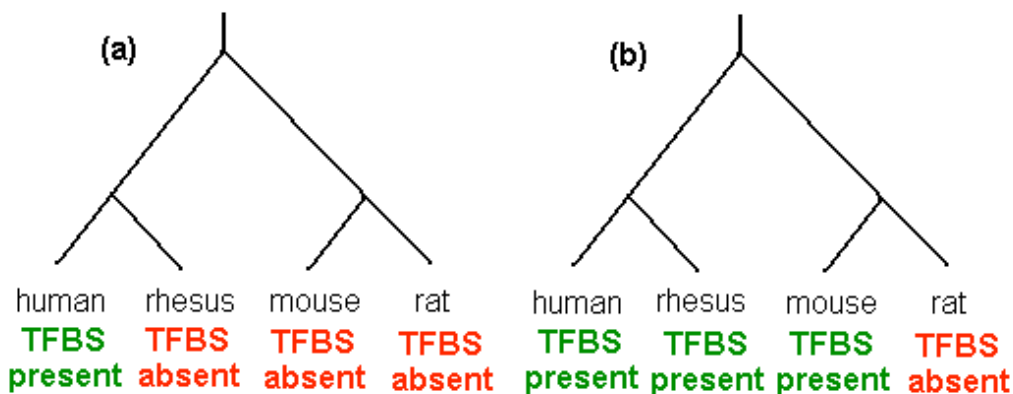 (a) (b)
human rhesus mouse rat human rhesus mouse rat
TFBS TFBS TFBS TFBS TFBS TFBS TFBS TFBS
present absent absent absent present present present absent